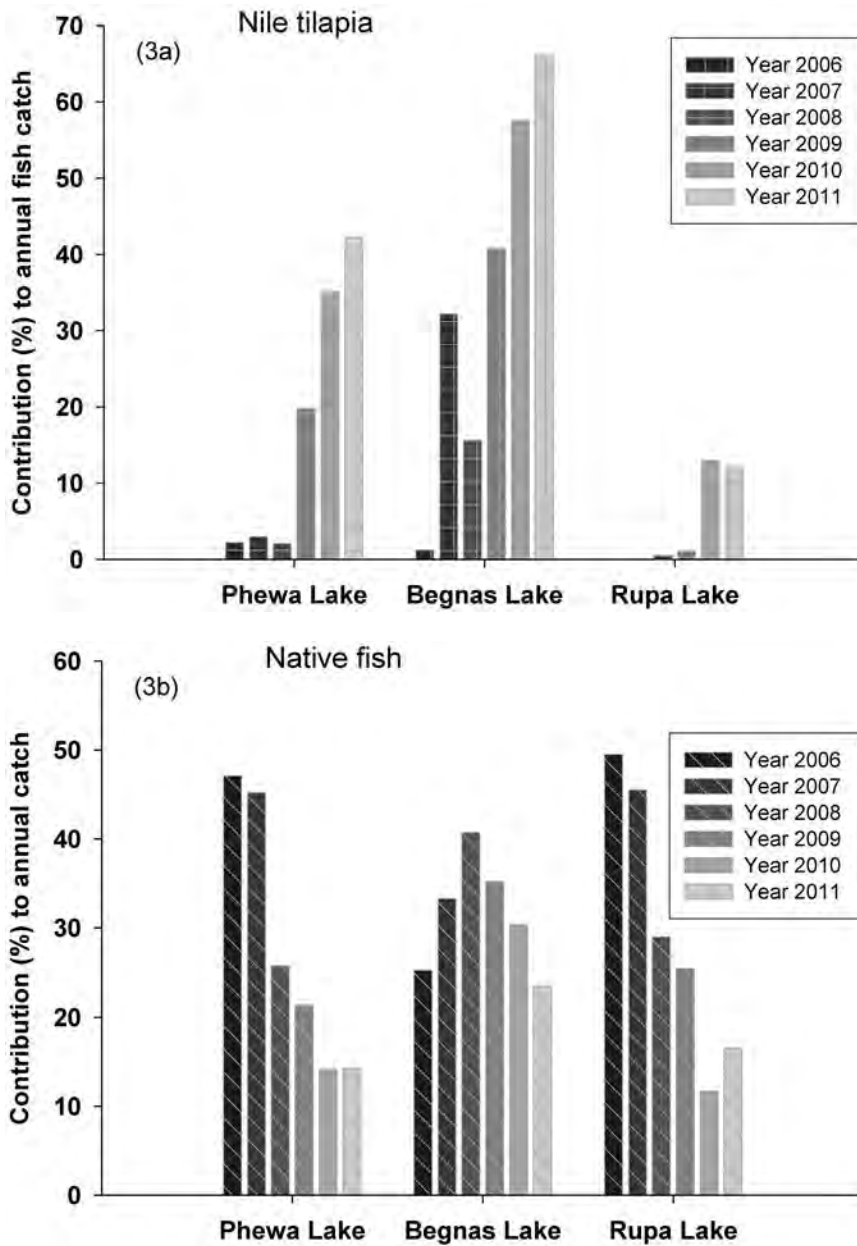 Nile tilapia
(3a)
Contribution (%) to annual fish catch
70
60
50
40
30
20
10
0
Year 2006
Year 2007
Year 2008
Year 2009
Year 2010
Year 2011
Phewa Lake Begnas Lake Rupa Lake
Native fish
(3b)
Contribution (%) to annual catch
60
50
40
30
20
10
0
Year 2006
Year 2007
Year 2008
Year 2009
Year 2010
Year 2011
Phewa Lake Begnas Lake Rupa Lake